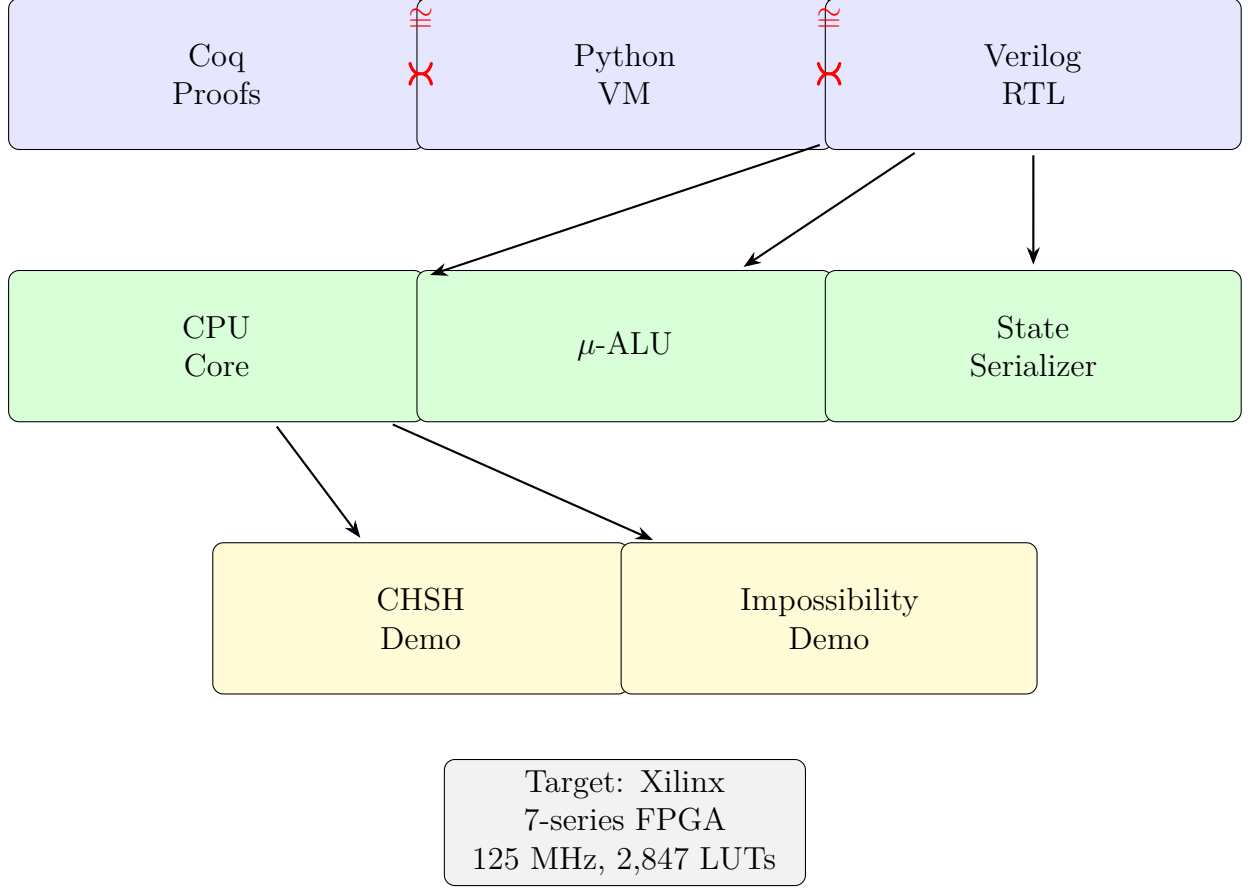 ≅ ≅
Coq
Proofs
Python
VM
Verilog
RTL
CPU
Core
μ-ALU
State
Serializer
CHSH
Demo
Impossibility
Demo
Target: Xilinx
7-series FPGA
125 MHz, 2,847 LUTs